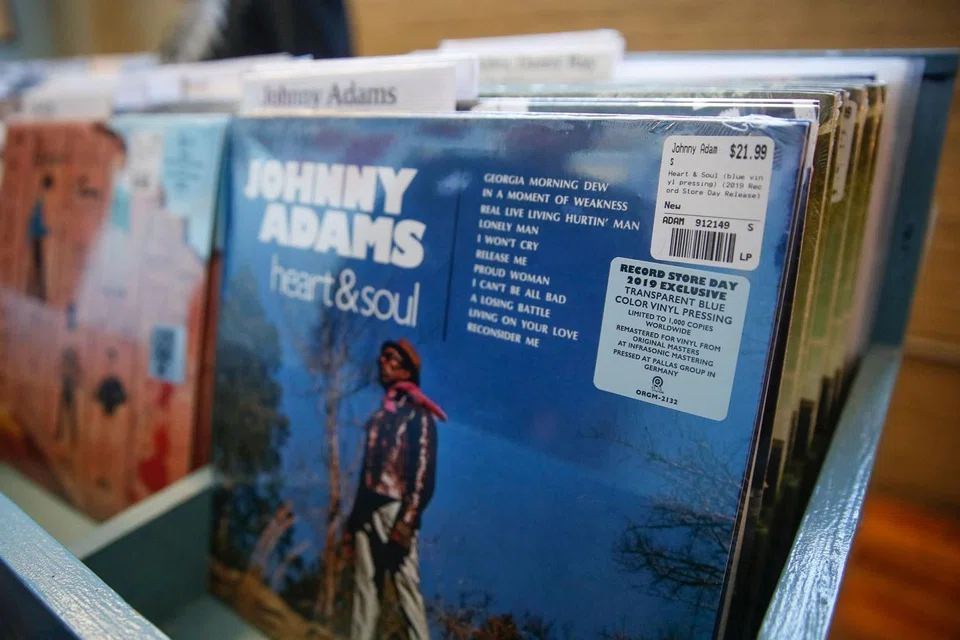 Johnny Adams
JOHNNY
ADAMS
heart&soul
GEORGIA MORNING DEW
IN A MOMENT OF WEAKNESS
REAL LIVE LIVING HURTIN' MAN
LONELY MAN
I WON'T CRY
RELEASE ME
PROUD WOMAN
I CAN'T BE ALL BAD
A LOSING BATTLE
LIVING ON YOUR LOVE
RECONSIDER ME
Johnny Adam $21.99
s
Heart & Soul (blue vin
yl pressing) (2019 Rec
ord Store Day Release)
New
ADAM 912149 S
LP
RECORD STORE DAY
2019 EXCLUSIVE
TRANSPARENT BLUE
COLOR VINYL PRESSING
LIMITED TO 1,000 COPIES
WORLDWIDE
REMASTERED FOR VINYL FROM
ORIGINAL MASTERS
AT INFRASONIC MASTERING
PRESSED AT PALLAS GROUP IN
GERMANY
ORGM-2132